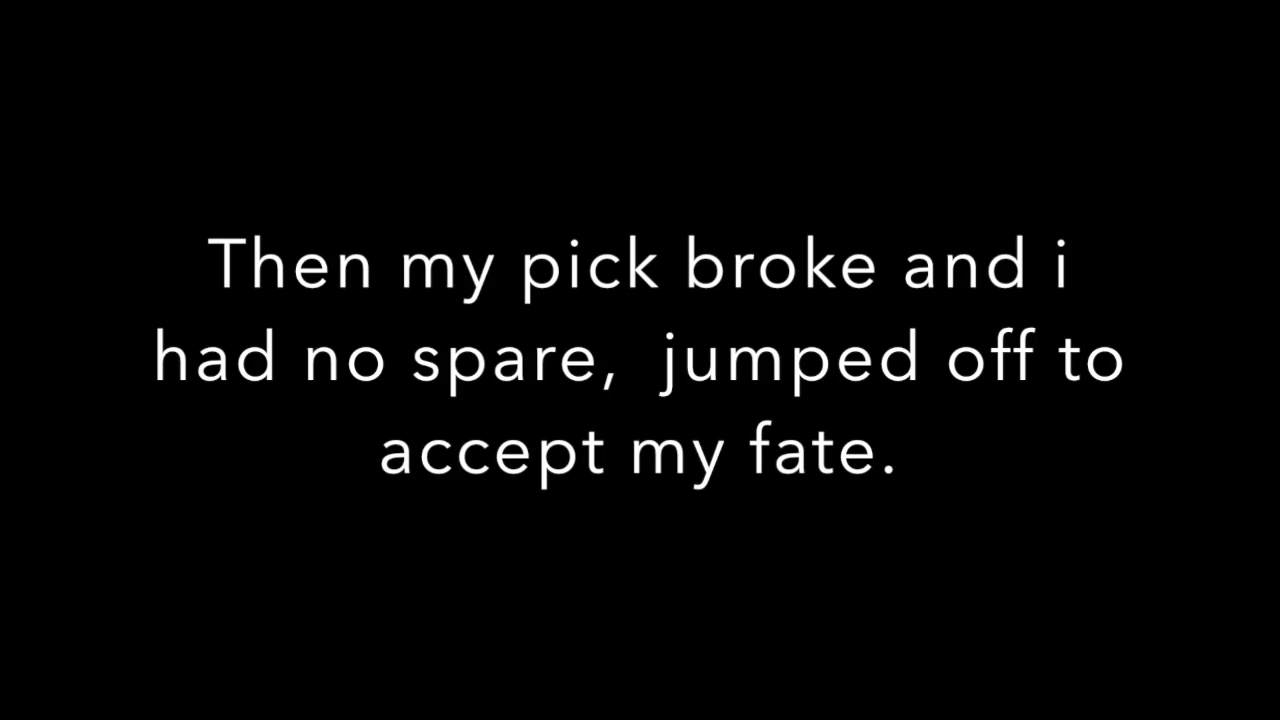 Then my pick broke and i
had no spare,  jumped off to
accept my fate.